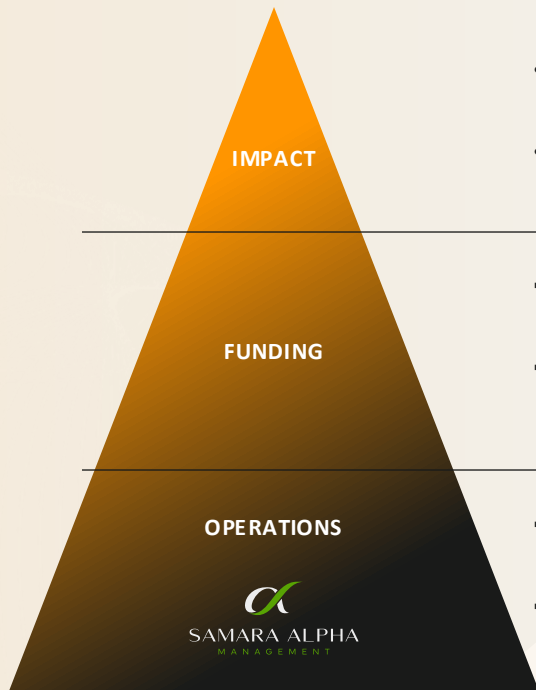 IMPACT
FUNDING
OPERATIONS
SAMARA ALPHA
MANAGEMENT